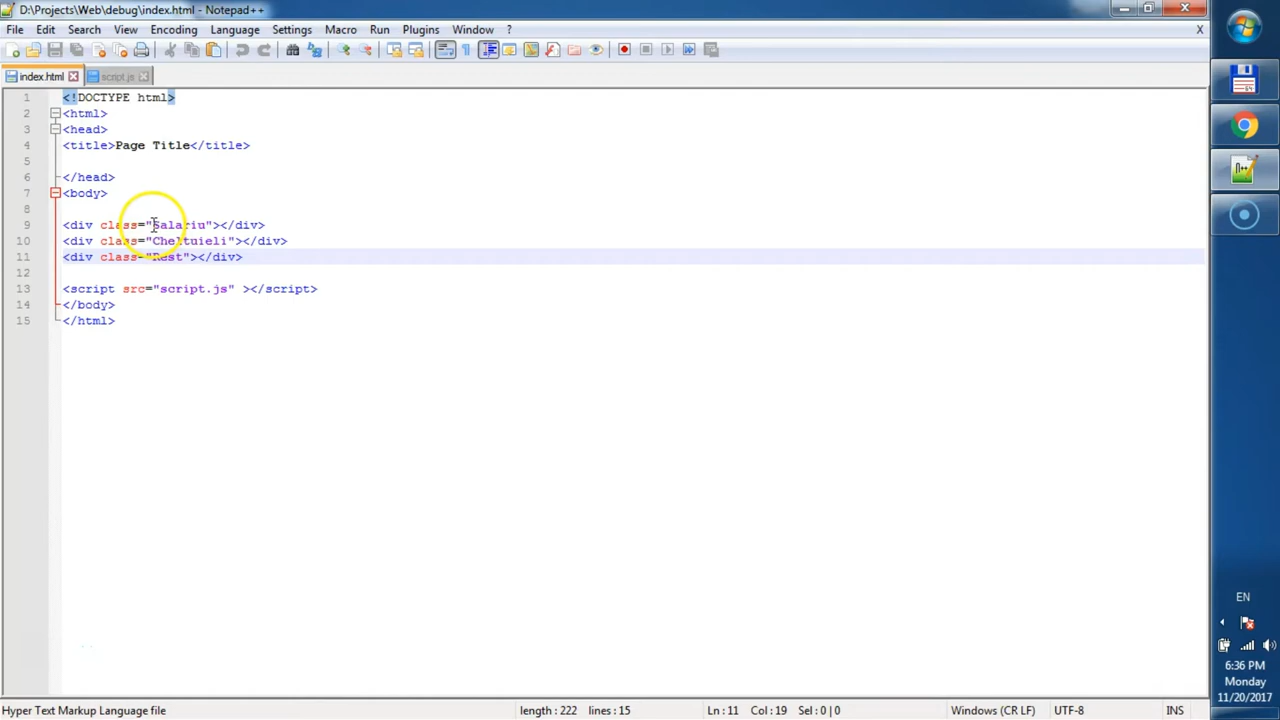 D:\Projects\Web\debug\index.html - Notepad++
File Edit Search View Encoding Language Settings Macro Run Plugins Window ? X
index.html script.js
1 <!DOCTYPE html>
2 <html>
3 <head>
4 <title>Page Title</title>
5
6 </head>
7 <body>
8
9 <div class="Salariu"></div>
10 <div class="Cheltuieli"></div>
11 <div class="Rest"></div>
12
13 <script src="script.js" ></script>
14 </body>
15 </html>
EN
6:36 PM
Monday
11/20/2017
Hyper Text Markup Language file length : 222 lines : 15 Ln : 11 Col : 19 Sel : 0 | 0 Windows (CR LF) UTF-8 INS